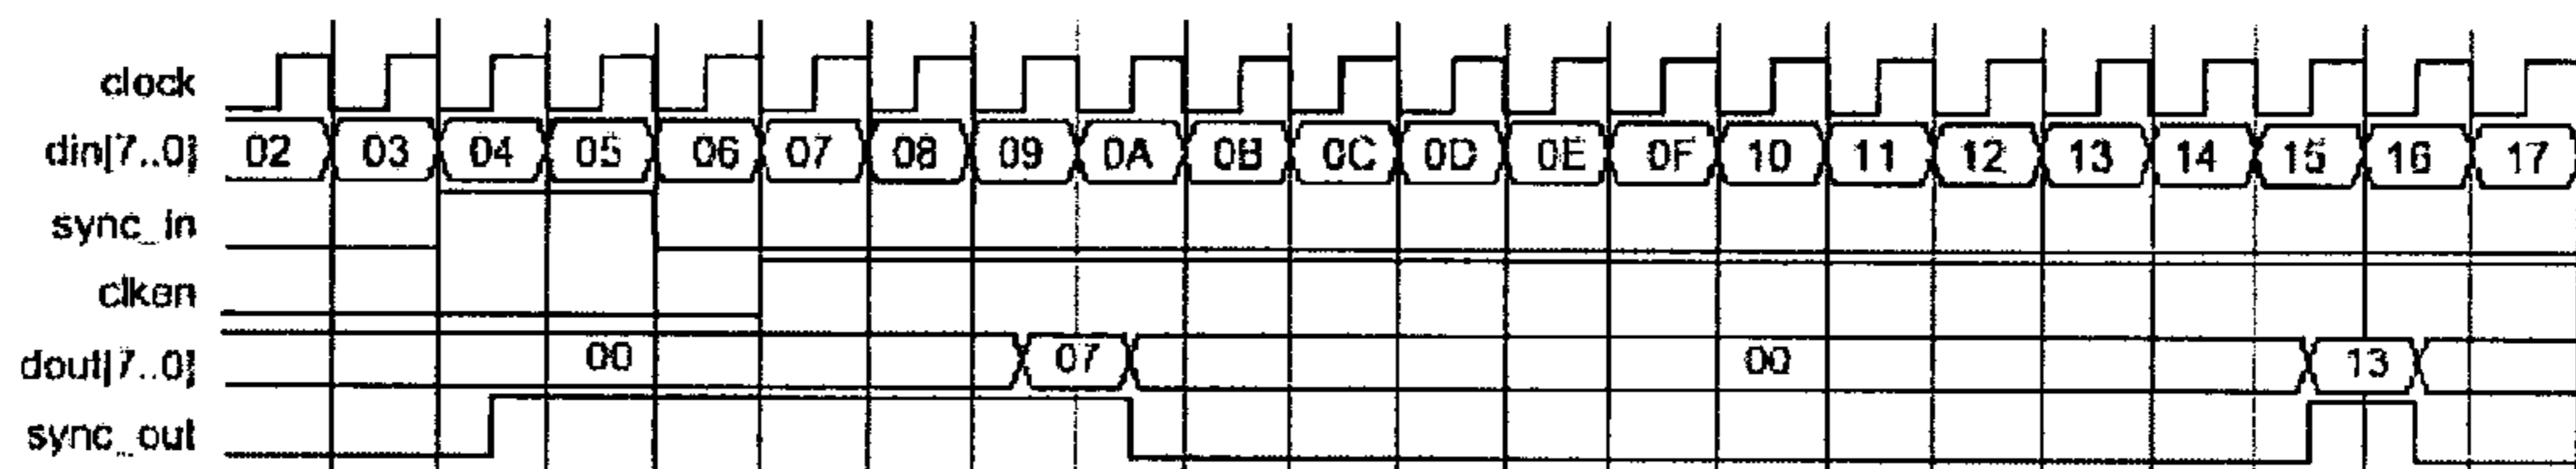 clock
din[7..0] 02 03 04 05 06 07 08 09 0A 0B 0C 0D 0E 0F 10 11 12 13 14 15 16 17
sync_in
clken
dout[7..0] 00 07 00 13
sync_out